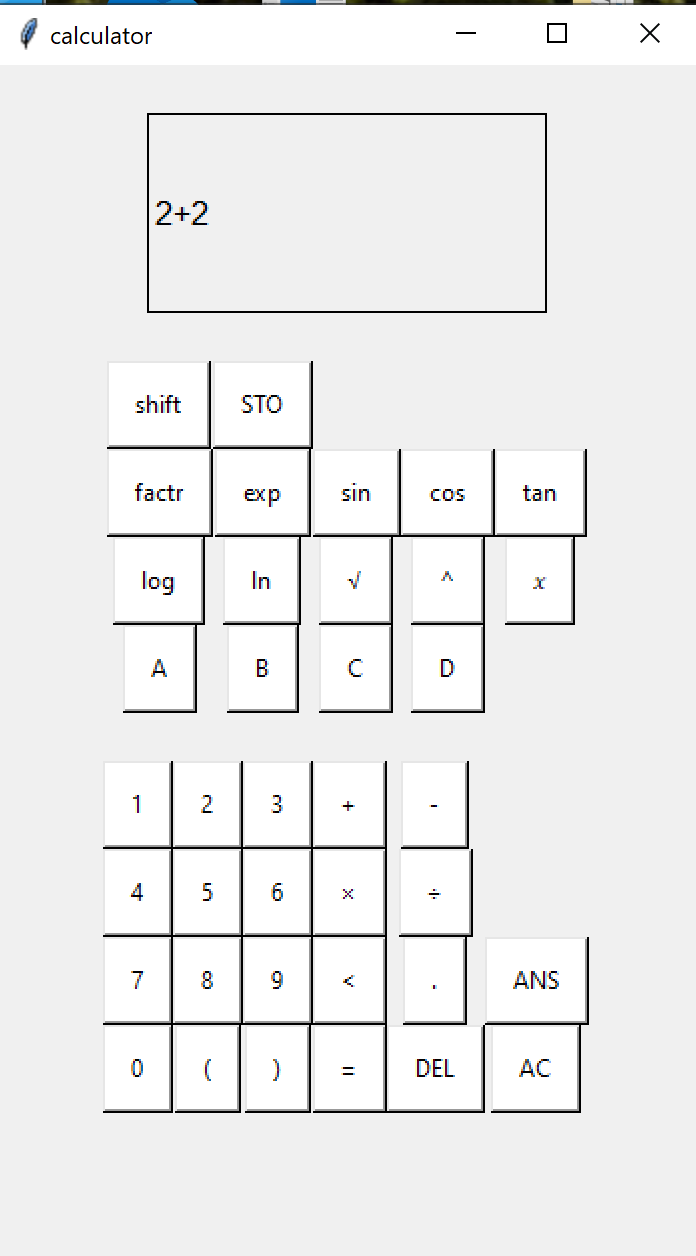 calculator
2+2
shift STO
factr exp sin cos tan
log ln √ ^ x
A B C D
1 2 3 + -
4 5 6 × ÷
7 8 9 < . ANS
0 ( ) = DEL AC